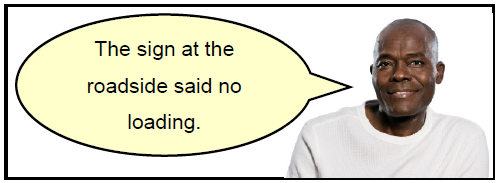 The sign at the
roadside said no
loading.